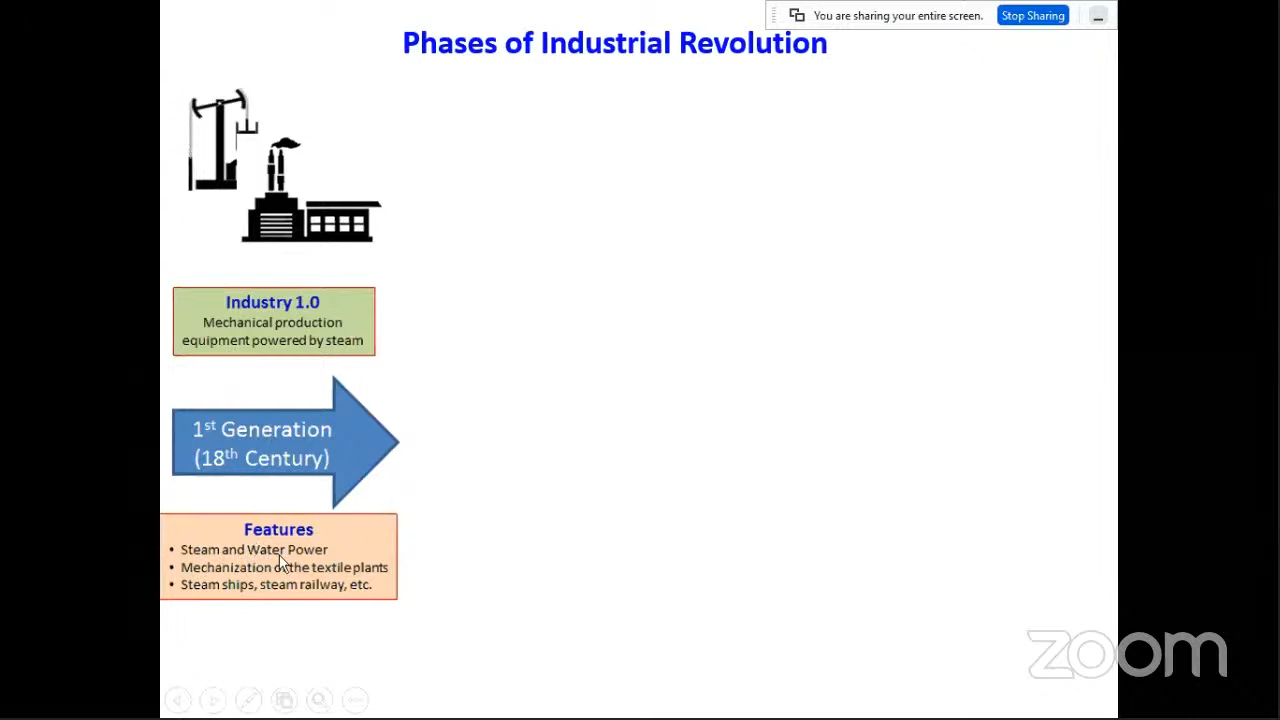 You are sharing your entire screen. Stop Sharing
Phases of Industrial Revolution
Industry 1.0
Mechanical production
equipment powered by steam
1st Generation
(18th Century)
Features
• Steam and Water Power
• Mechanization of the textile plants
• Steam ships, steam railway, etc.
zoom